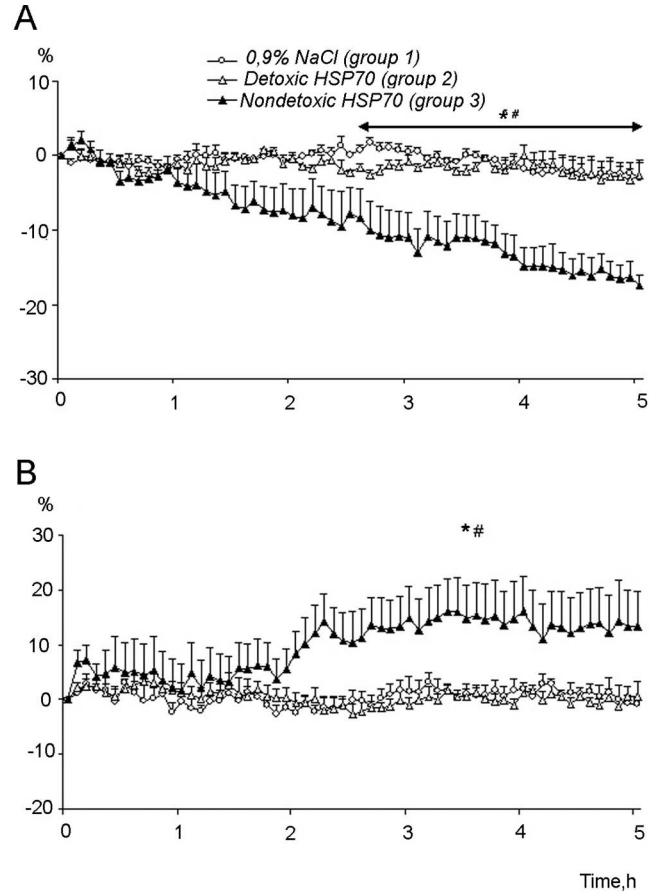 A
%
0,9% NaCl (group 1)
Detoxic HSP70 (group 2)
Nondetoxic HSP70 (group 3)
10
* #
0
-10
-20
-30
0 1 2 3 4 5
B
%
30
* #
20
10
0
-10
-20
0 1 2 3 4 5
Time,h